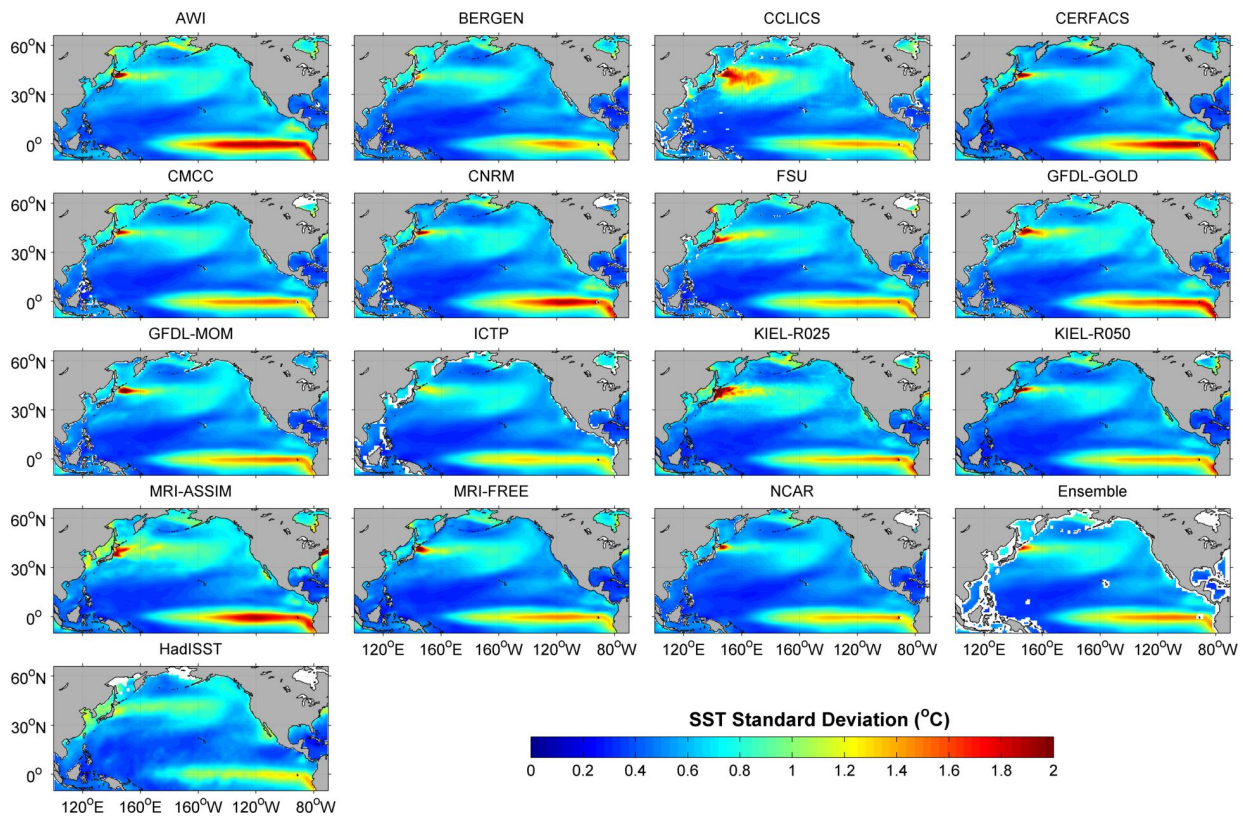 AWI BERGEN CCLICS CERFACS
60°N
30°N
0°
CMCC CNRM FSU GFDL-GOLD
60°N
30°N
0°
GFDL-MOM ICTP KIEL-R025 KIEL-R050
60°N
30°N
0°
MRI-ASSIM MRI-FREE NCAR Ensemble
60°N
30°N
0°
120°E 160°E 160°W 120°W 80°W 120°E 160°E 160°W 120°W 80°W 120°E 160°E 160°W 120°W 80°W
HadISST
60°N
30°N
0°
120°E 160°E 160°W 120°W 80°W
SST Standard Deviation (°C)
0 0.2 0.4 0.6 0.8 1 1.2 1.4 1.6 1.8 2